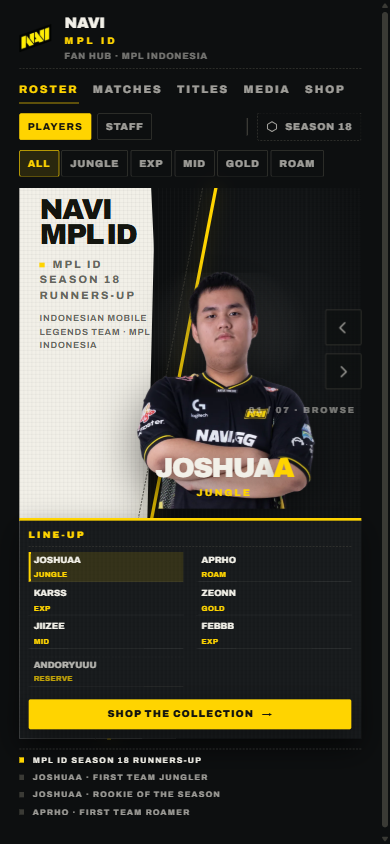 NAVI
MPL ID
FAN HUB · MPL INDONESIA
ROSTER MATCHES TITLES MEDIA SHOP
PLAYERS STAFF SEASON 18
ALL JUNGLE EXP MID GOLD ROAM
NAVI
MPL ID
MPL ID
SEASON 18
RUNNERS-UP
INDONESIAN MOBILE
LEGENDS TEAM · MPL
INDONESIA
07 · BROWSE
logitech
NAVI.GG
JOSHUAA
JUNGLE
LINE-UP
JOSHUAA
JUNGLE
APRHO
ROAM
KARSS
EXP
ZEONN
GOLD
JIIZEE
MID
FEBBB
EXP
ANDORYUUU
RESERVE
SHOP THE COLLECTION →
MPL ID SEASON 18 RUNNERS-UP
JOSHUAA · FIRST TEAM JUNGLER
JOSHUAA · ROOKIE OF THE SEASON
APRHO · FIRST TEAM ROAMER